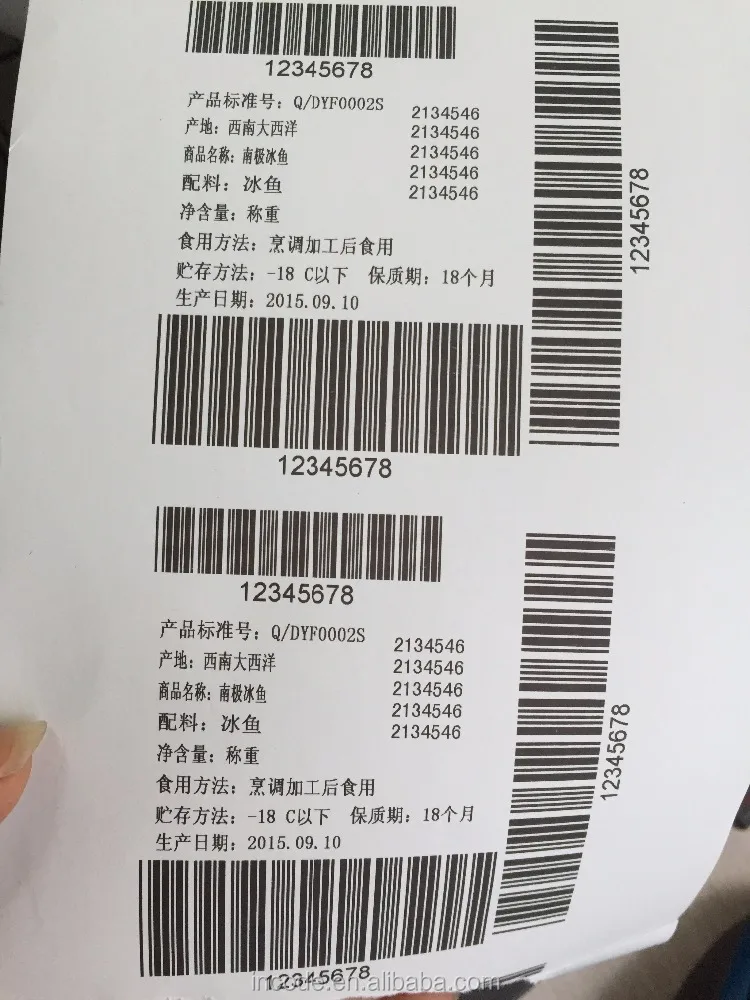 12345678
产品标准号：Q/DYF0002S
产地：西南大西洋
商品名称：南极冰鱼
配料：冰鱼
净含量：称重
食用方法：烹调加工后食用
贮存方法：-18 C以下 保质期：18个月
生产日期：2015.09.10
2134546
2134546
2134546
2134546
2134546
12345678
12345678
12345678
产品标准号：Q/DYF0002S
产地：西南大西洋
商品名称：南极冰鱼
配料：冰鱼
净含量：称重
食用方法：烹调加工后食用
贮存方法：-18 C以下 保质期：18个月
生产日期：2015.09.10
2134546
2134546
2134546
2134546
2134546
12345678
12345678
incode.en.alibaba.com